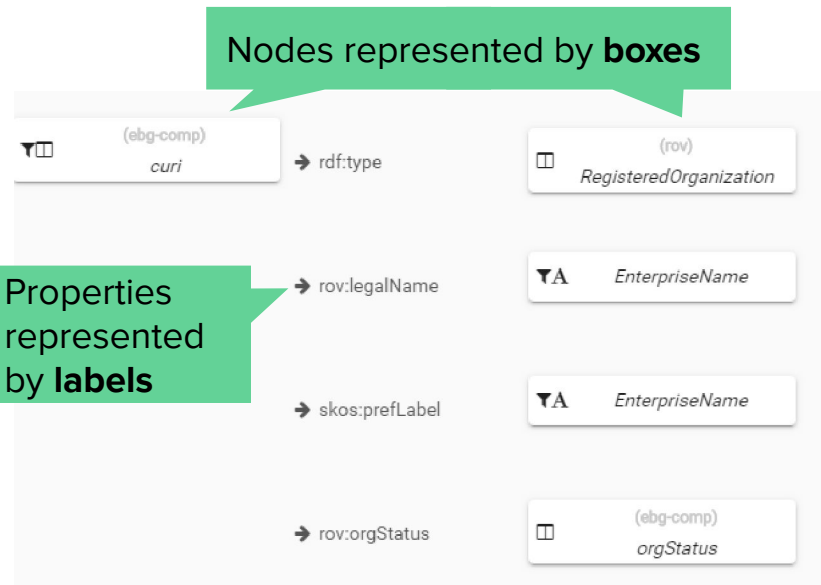 Nodes represented by boxes
(ebg-comp)
curi
rdf:type
(rov)
RegisteredOrganization
Properties
represented
by labels
rov:legalName
A
EnterpriseName
skos:prefLabel
A
EnterpriseName
rov:orgStatus
(ebg-comp)
orgStatus